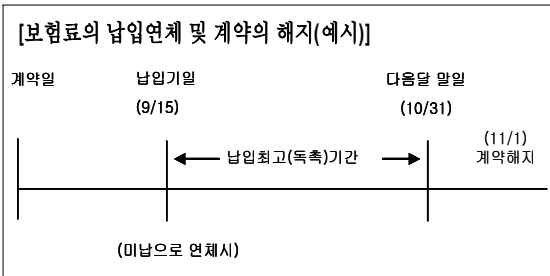 [보험료의 납입연체 및 계약의 해지(예시)]
계약일 납입기일 다음달 말일
(9/15) (10/31)
(11/1)
납입최고(독촉)기간 계약해지
(미납으로 연체시)